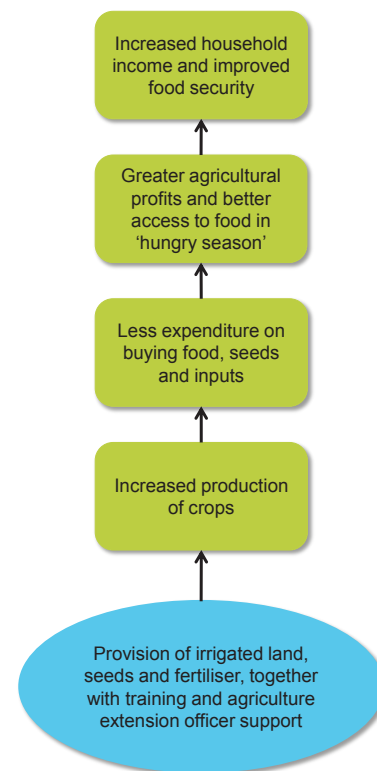 Increased household
income and improved
food security
Greater agricultural
profits and better
access to food in
‘hungry season’
Less expenditure on
buying food, seeds
and inputs
Increased production
of crops
Provision of irrigated land,
seeds and fertiliser, together
with training and agriculture
extension officer support